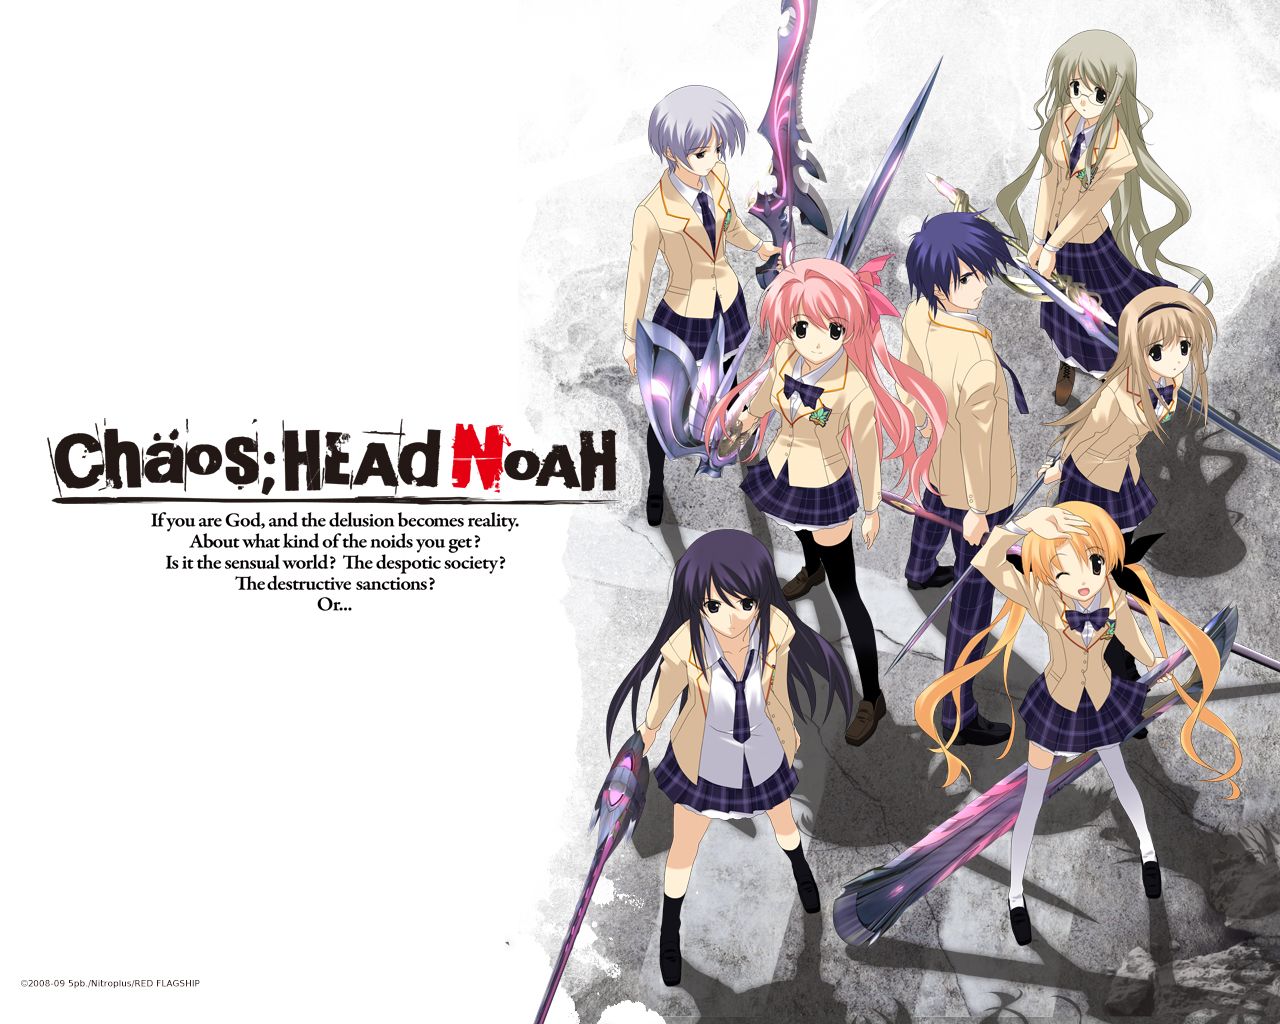 Chäos;HEAd NoAH
If you are God, and the delusion becomes reality.
About what kind of the noids you get?
Is it the sensual world? The despotic society?
The destructive sanctions?
Or...
©2008-09 5pb./Nitroplus/RED FLAGSHIP